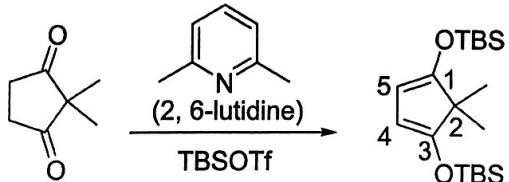 O
N
(2, 6-lutidine)
TBSOTf
O
OTBS
1
5
2
4
3
OTBS